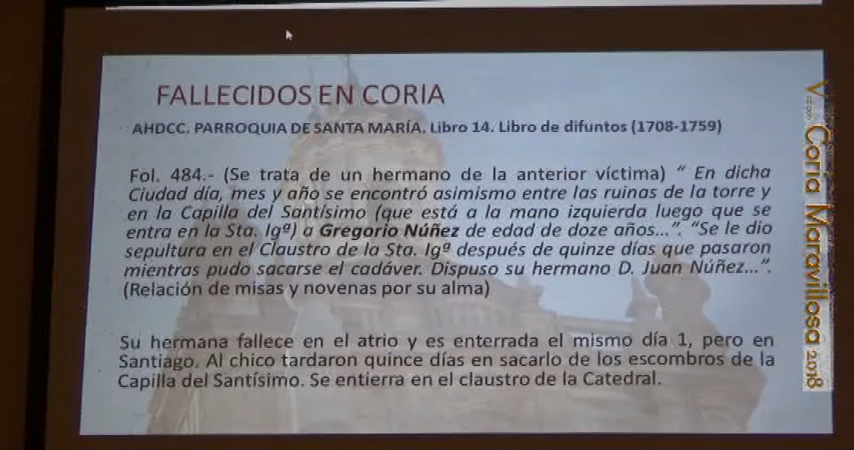 FALLECIDOS EN CORIA
AHDCC. PARROQUIA DE SANTA MARÍA. Libro 14. Libro de difuntos (1708-1759)
Fol. 484.- (Se trata de un hermano de la anterior víctima) “ En dicha
Ciudad día, mes y año se encontró asimismo entre las ruinas de la torre y
en la Capilla del Santísimo (que está a la mano izquierda luego que se
entra en la Sta. Igª) a Gregorio Núñez de edad de doze años...”. “Se le dio
sepultura en el Claustro de la Sta. Igª después de quinze días que pasaron
mientras pudo sacarse el cadáver. Dispuso su hermano D. Juan Núñez...”.
(Relación de misas y novenas por su alma)
Su hermana fallece en el atrio y es enterrada el mismo día 1, pero en
Santiago. Al chico tardaron quince días en sacarlo de los escombros de la
Capilla del Santísimo. Se entierra en el claustro de la Catedral.
Coria Maravillosa 2018